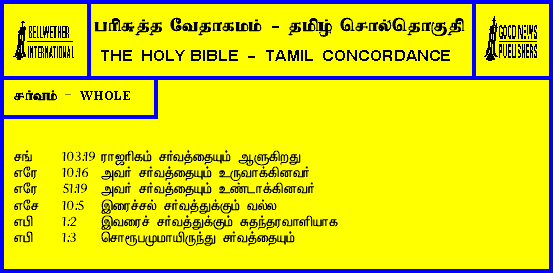 BELLWETHER
INTERNATIONAL
பரிசுத்த வேதாகமம் - தமிழ் சொல்தொகுதி
THE HOLY BIBLE - TAMIL CONCORDANCE
GOOD NEWS
PUBLISHERS
சர்வம் - WHOLE
சங் 103:19 ராஜரிகம் சர்வத்தையும் ஆளுகிறது
எரே 10:16 அவர் சர்வத்தையும் உருவாக்கினவர்
எரே 51:19 அவர் சர்வத்தையும் உண்டாக்கினவர்
எசே 10:5 இரைச்சல் சர்வத்துக்கும் வல்ல
எபி 1:2 இவரைச் சர்வத்துக்கும் சுதந்தரவாளியாக
எபி 1:3 சொரூபமுமாயிருந்து சர்வத்தையும்